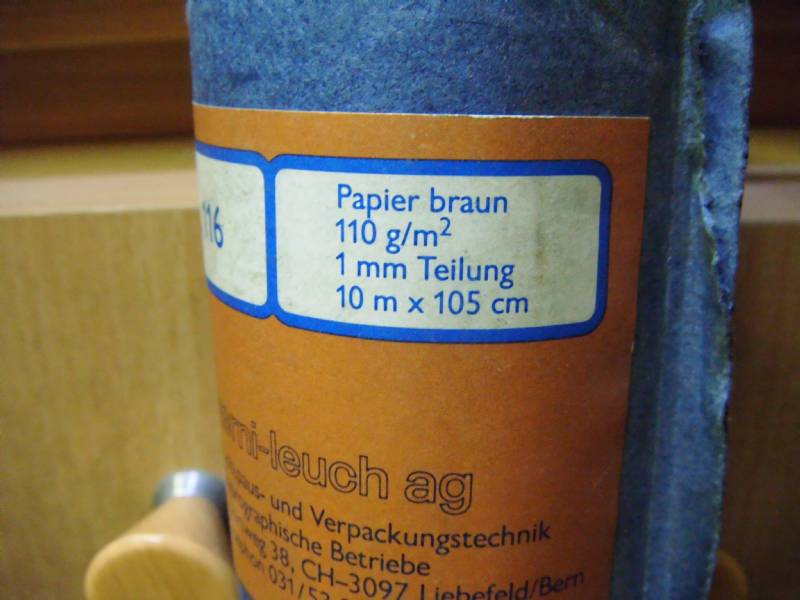 116
Papier braun
110 g/m²
1 mm Teilung
10 m x 105 cm
-leuch ag
und Verpackungstechnik
Betriebe
38, CH-3097 Liebefeld/Bern
031/